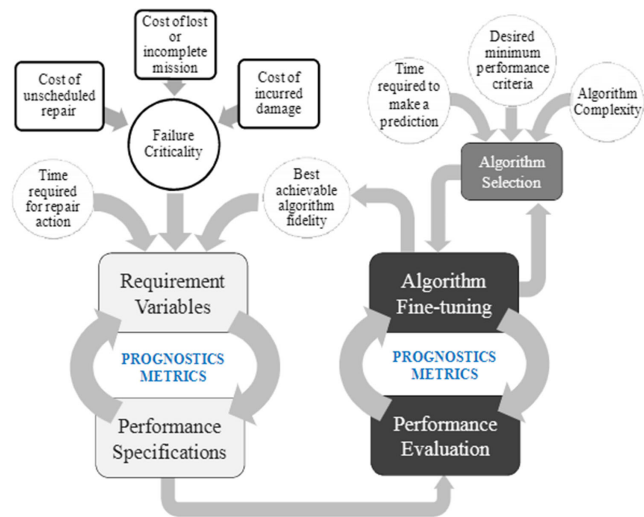 Cost of lost
or
incomplete
mission
Cost of
unscheduled
repair
Cost of
incurred
damage
Failure
Criticality
Time
required
for repair
action
Best
achievable
algorithm
fidelity
Time
required to
make a
prediction
Desired
minimum
performance
criteria
Algorithm
Complexity
Algorithm
Selection
Requirement
Variables
PROGNOSTICS
METRICS
Performance
Specifications
Algorithm
Fine-tuning
PROGNOSTICS
METRICS
Performance
Evaluation